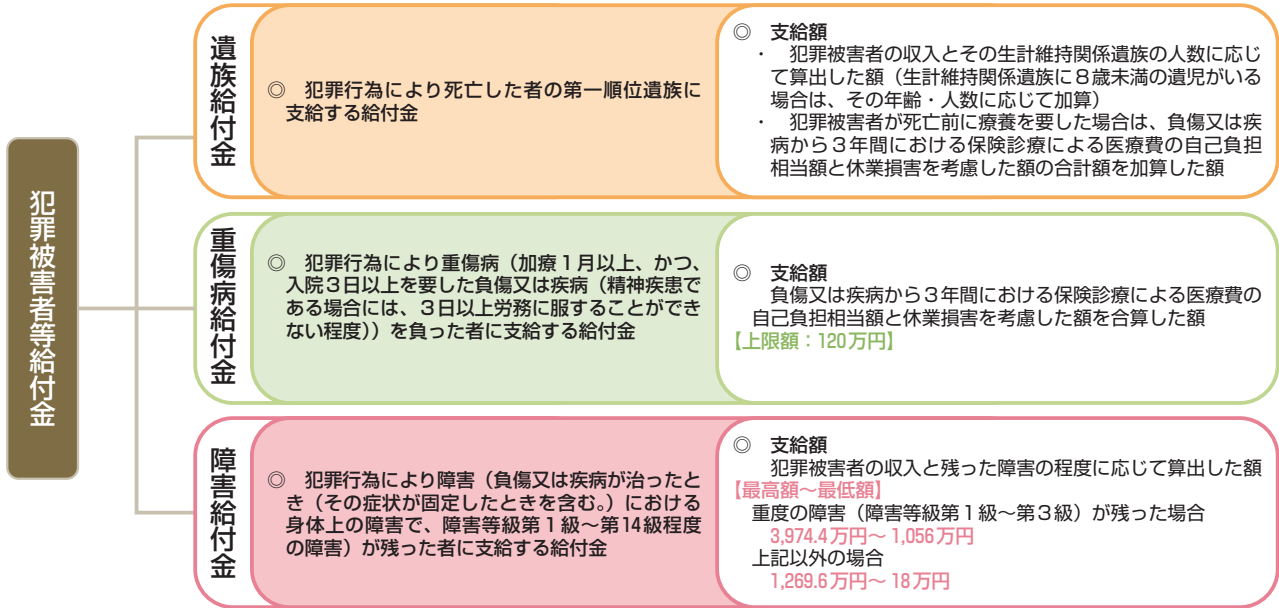 犯罪被害者等給付金
遺族給付金
◎ 犯罪行為により死亡した者の第一順位遺族に
支給する給付金
◎ 支給額
・ 犯罪被害者の収入とその生計維持関係遺族の人数に応じ
て算出した額（生計維持関係遺族に８歳未満の遺児がいる
場合は、その年齢・人数に応じて加算）
・ 犯罪被害者が死亡前に療養を要した場合は、負傷又は疾
病から３年間における保険診療による医療費の自己負担
相当額と休業損害を考慮した額の合計額を加算した額
重傷病給付金
◎ 犯罪行為により重傷病（加療１月以上、かつ、
入院３日以上を要した負傷又は疾病（精神疾患で
ある場合には、３日以上労務に服することができ
ない程度））を負った者に支給する給付金
◎ 支給額
負傷又は疾病から３年間における保険診療による医療費の
自己負担相当額と休業損害を考慮した額を合算した額
【上限額：120万円】
障害給付金
◎ 犯罪行為により障害（負傷又は疾病が治ったと
き（その症状が固定したときを含む。）における
身体上の障害で、障害等級第１級～第14級程度
の障害）が残った者に支給する給付金
◎ 支給額
犯罪被害者の収入と残った障害の程度に応じて算出した額
【最高額～最低額】
重度の障害（障害等級第１級～第３級）が残った場合
3,974.4万円～1,056万円
上記以外の場合
1,269.6万円～18万円